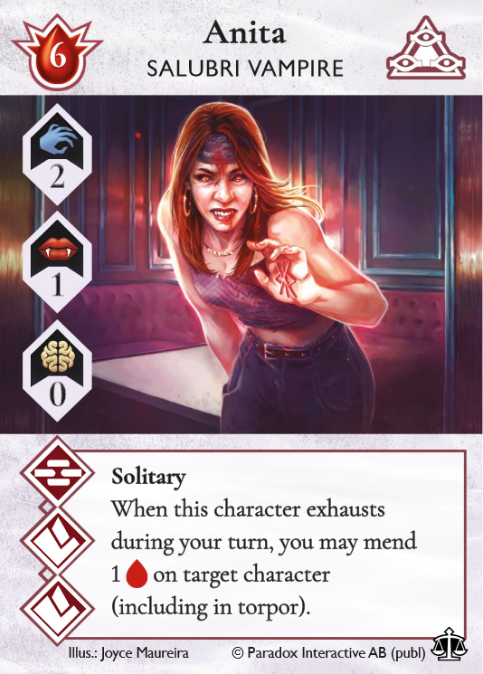 6
Anita
SALUBRI VAMPIRE
2
1
0
Solitary
When this character exhausts
during your turn, you may mend
1 on target character
(including in torpor).
Illus.: Joyce Maureira © Paradox Interactive AB (publ)